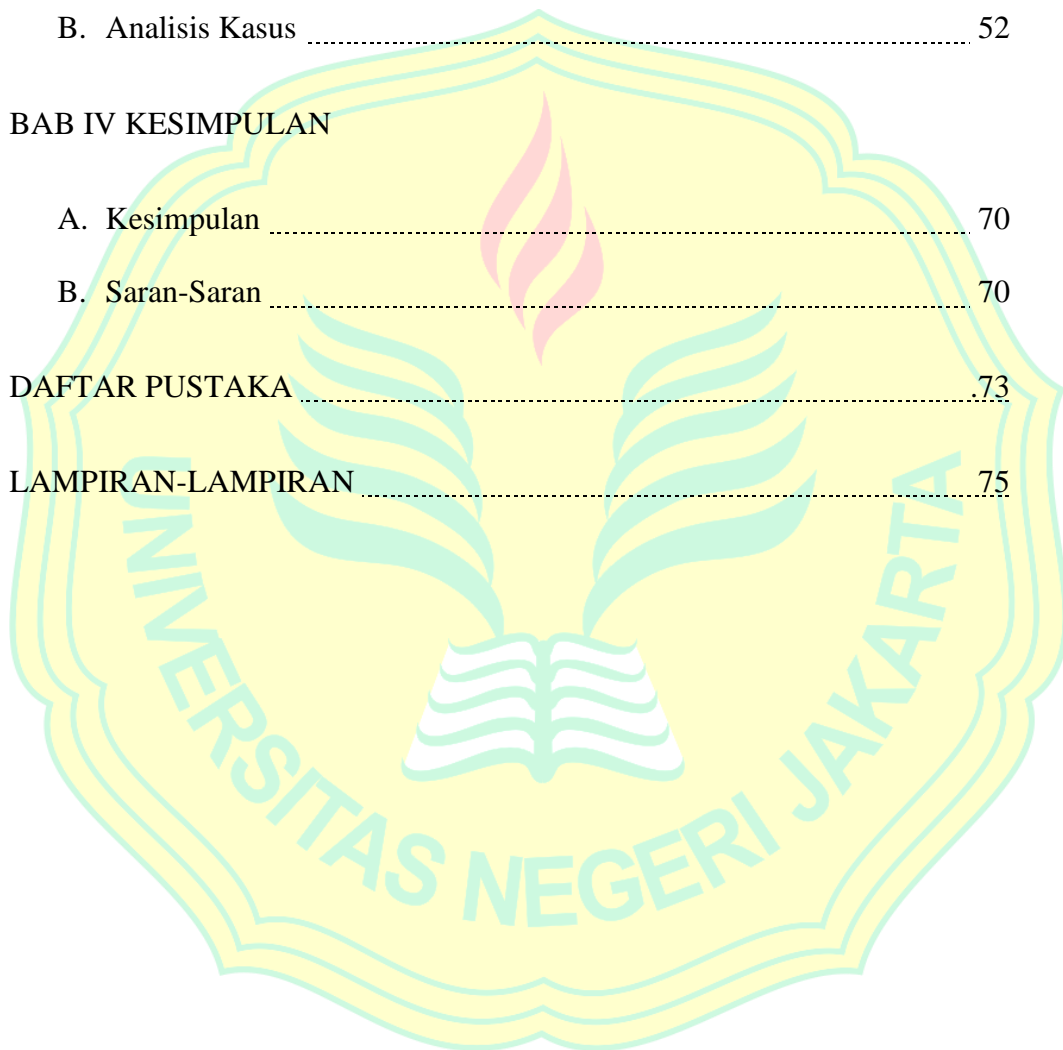 B. Analisis Kasus 52
BAB IV KESIMPULAN
A. Kesimpulan 70
B. Saran-Saran 70
DAFTAR PUSTAKA .73
LAMPIRAN-LAMPIRAN 75
UNIVERSITAS NEGERI JAKARTA